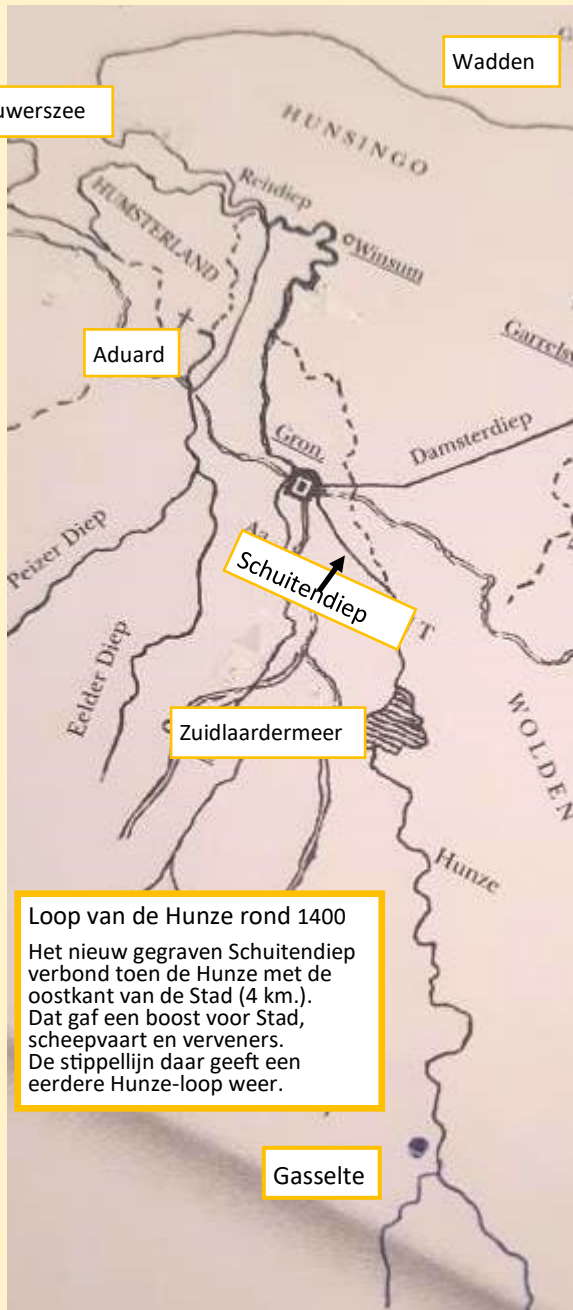 Wadden
uwerszee
HUNSINGO
Reitdiep
HUMSTERLAND
Winsum
Aduard
Gron.
Damsterdiep
Aa
Peizer Diep
Schuitendiep
T
Eelder Diep
Zuidlaardermeer
WOLDEN
Hunze
Loop van de Hunze rond 1400
Het nieuw gegraven Schuitendiep
verbond toen de Hunze met de
oostkant van de Stad (4 km.).
Dat gaf een boost voor Stad,
scheepvaart en verveners.
De stippellijn daar geeft een
eerdere Hunze-loop weer.
Gasselte